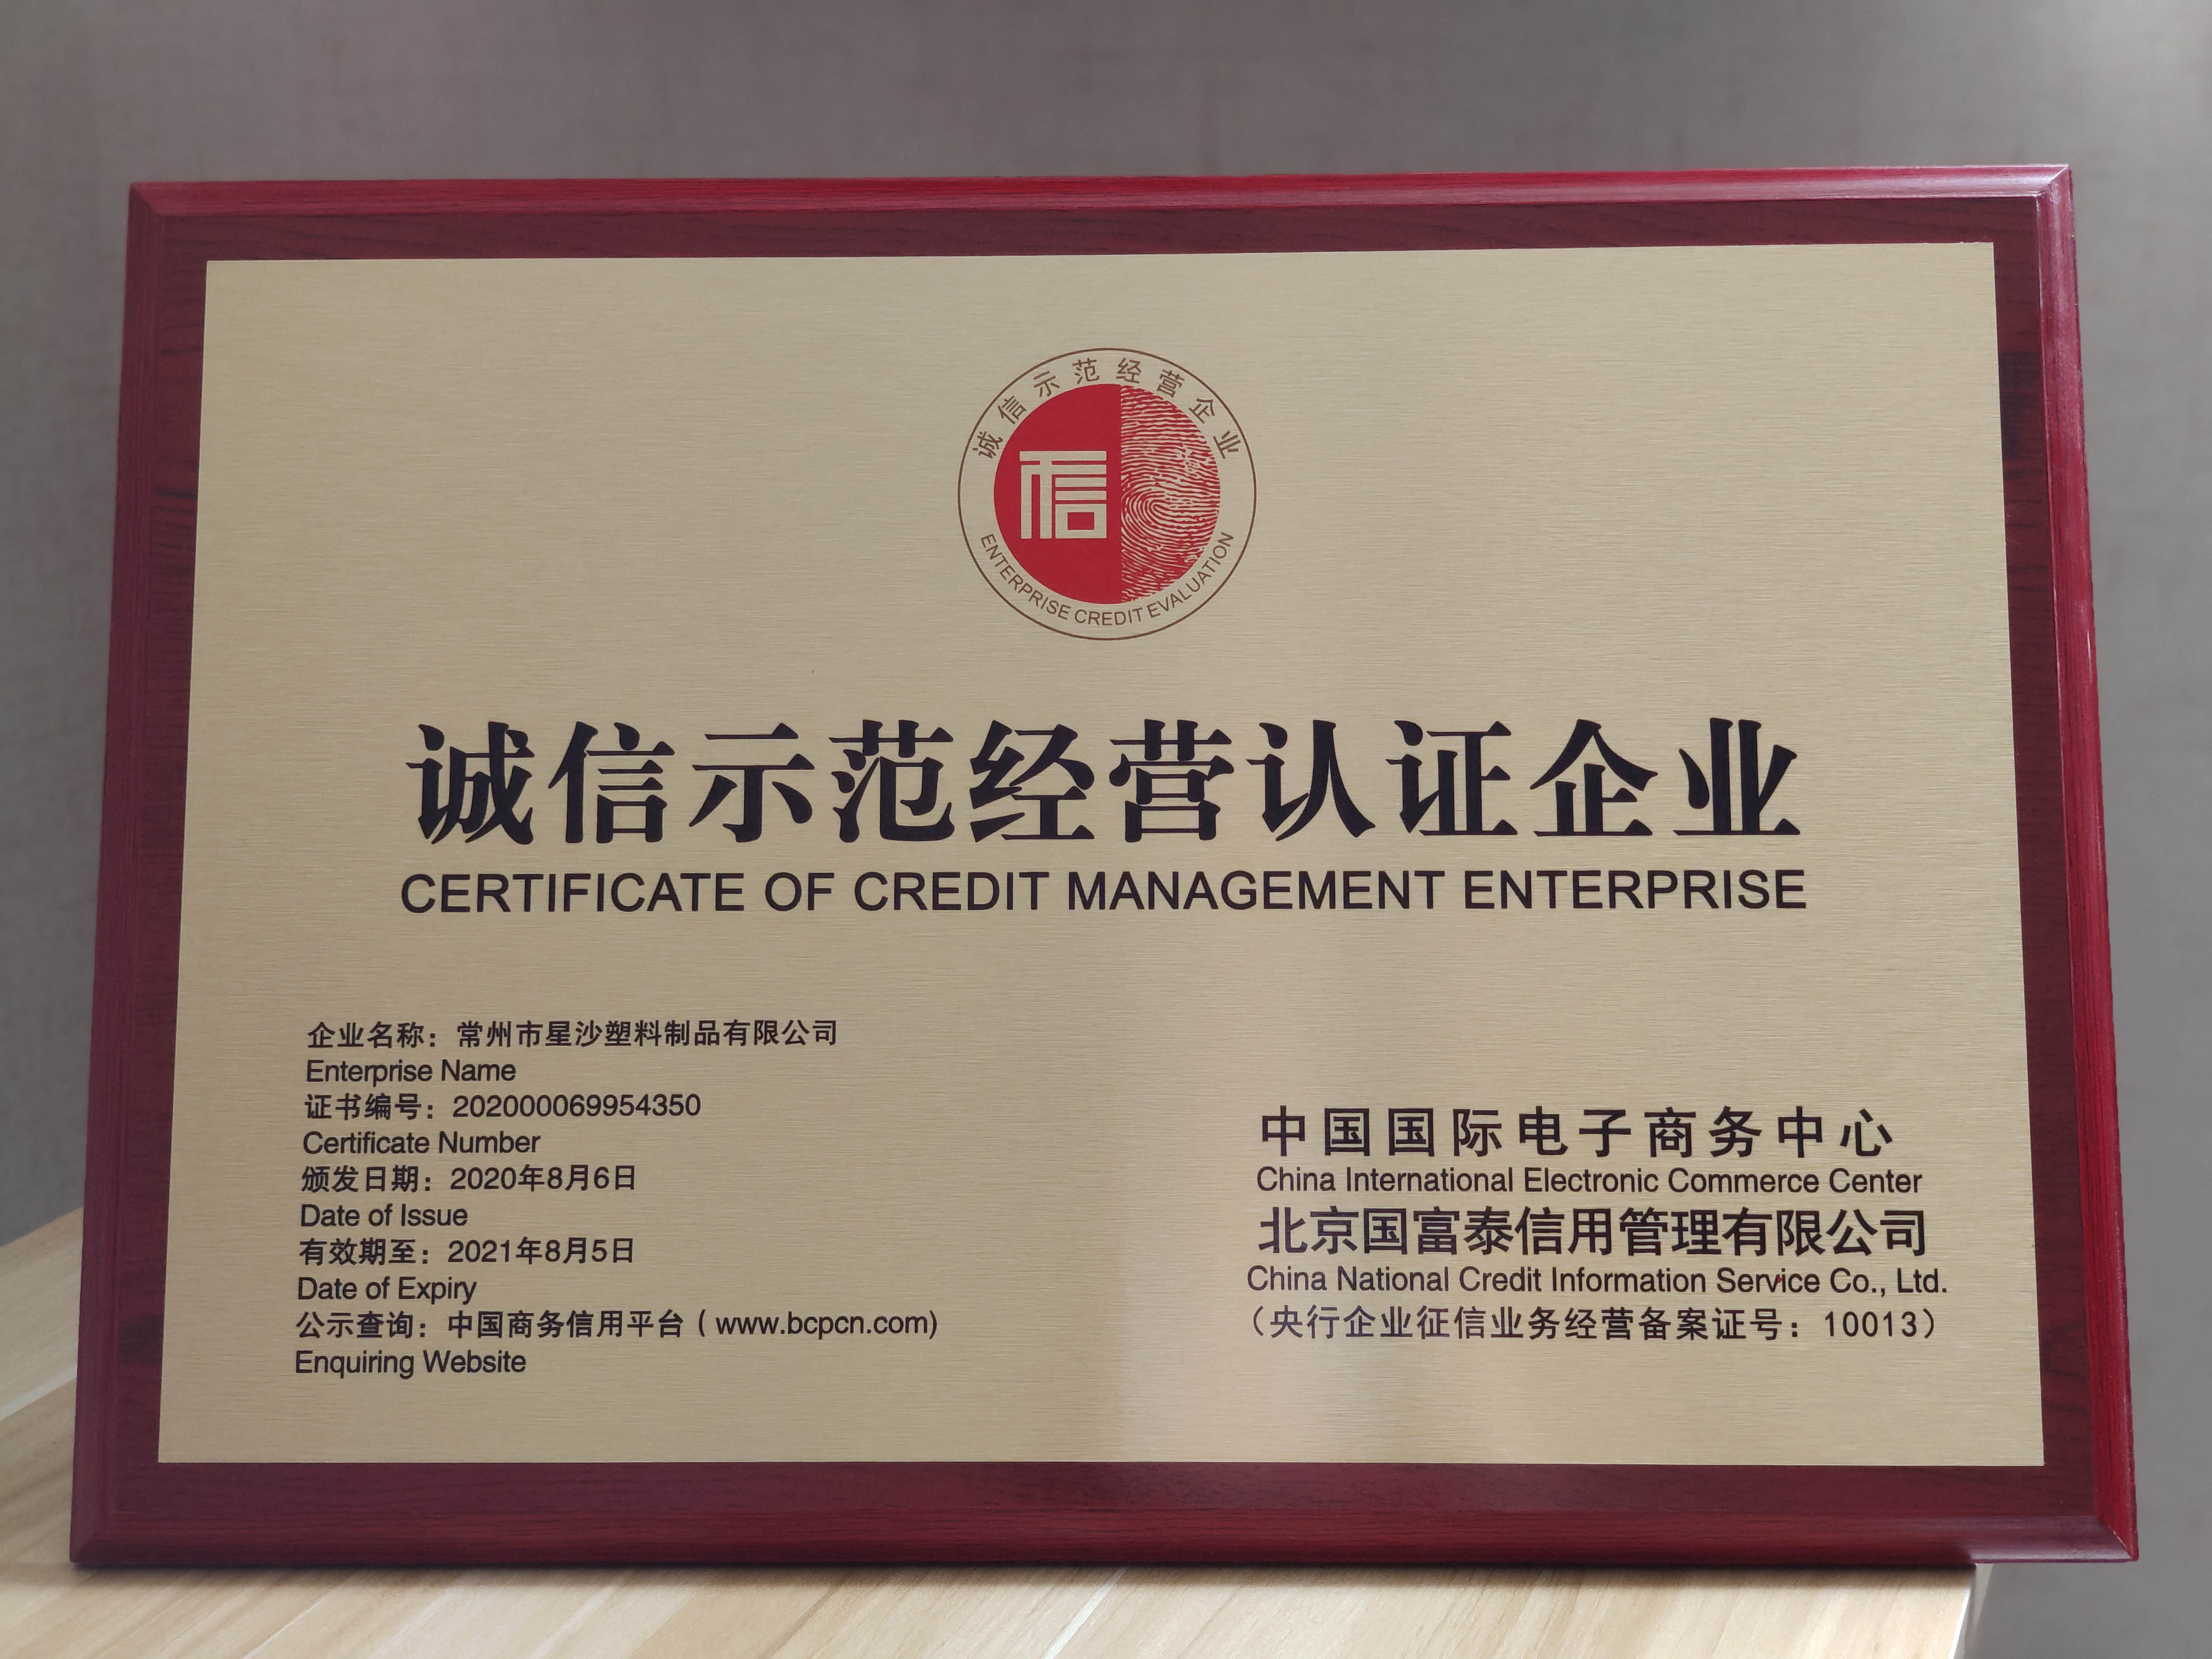 诚信示范经营企业
信
ENTERPRISE CREDIT EVALUATION
诚信示范经营认证企业
CERTIFICATE OF CREDIT MANAGEMENT ENTERPRISE
企业名称：常州市星沙塑料制品有限公司
Enterprise Name
证书编号：202000069954350
Certificate Number
颁发日期：2020年8月6日
Date of Issue
有效期至：2021年8月5日
Date of Expiry
公示查询：中国商务信用平台（www.bcpcn.com)
Enquiring Website
中国国际电子商务中心
China International Electronic Commerce Center
北京国富泰信用管理有限公司
China National Credit Information Service Co., Ltd.
（央行企业征信业务经营备案证号：10013）